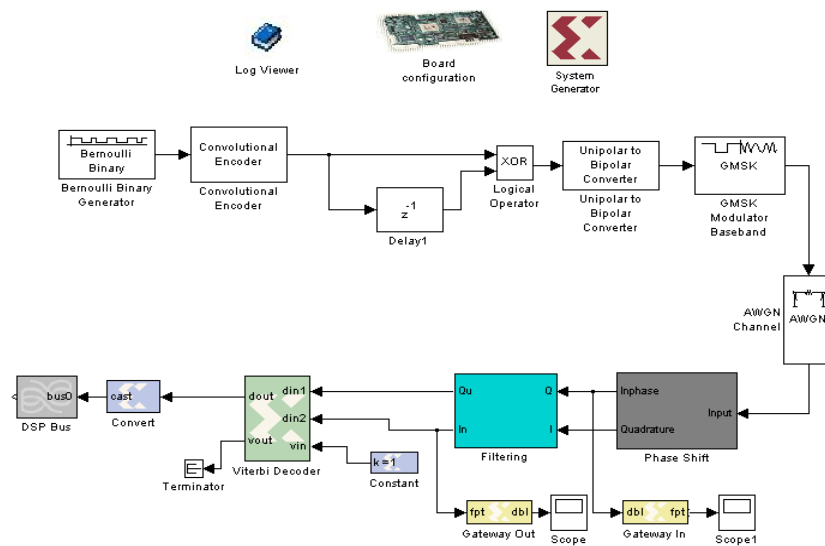 Log Viewer
Board
configuration
System
Generator
Bernoulli
Binary
Bernoulli Binary
Generator
Convolutional
Encoder
Convolutional
Encoder
z
-1
Delay1
XOR
Logical
Operator
Unipolar to
Bipolar
Converter
Unipolar to
Bipolar
Converter
GMSK
GMSK
Modulator
Baseband
AWGN
AWGN
Channel
bus0
DSP Bus
cast
Convert
dout
vout
din1
din2
vin
Viterbi Decoder
Terminator
k =1
Constant
Qu
In
Q
I
Filtering
Inphase
Quadrature
Input
Phase Shift
fpt
dbl
Gateway Out
Scope
dbl
fpt
Gateway In
Scope1